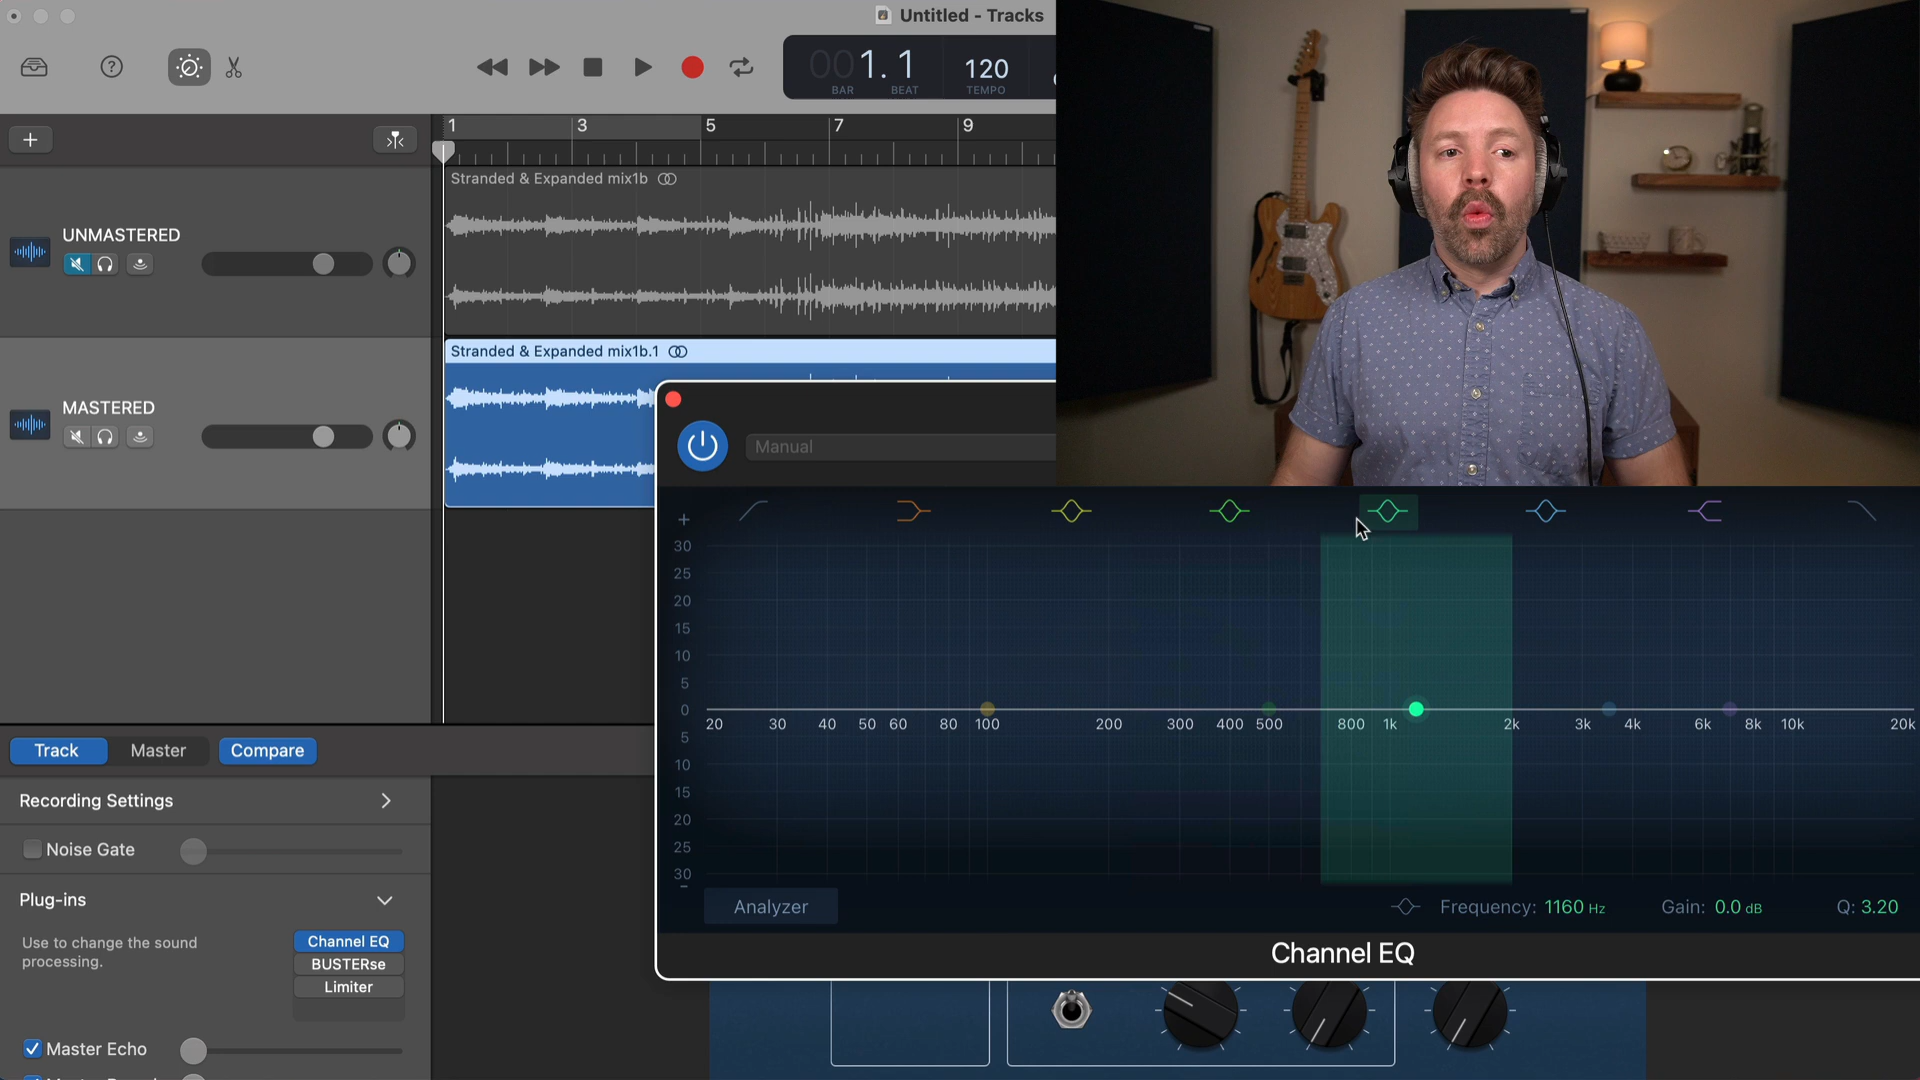 Untitled - Tracks
001. 1
120
BAR
BEAT
TEMPO
1
3
5
7
9
Stranded & Expanded mix1b
UNMASTERED
Stranded & Expanded mix1b.1
MASTERED
Manual
+
30
25
20
15
10
5
0
20 30 40 50 60 80 100 200 300 400 500 800 1k 2k 3k 4k 6k 8k 10k 20k
5
10
15
20
25
30
-
Analyzer
Frequency: 1160 Hz
Gain: 0.0 dB
Q: 3.20
Channel EQ
Track
Master
Compare
Recording Settings
Noise Gate
Plug-ins
Use to change the sound
processing.
Channel EQ
BUSTERse
Limiter
Master Echo